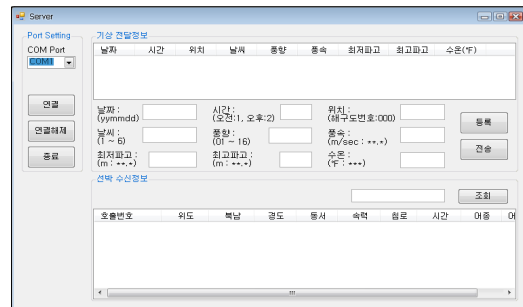 Server
Port Setting
COM Port
COM1
연결
연결해제
종료
기상 전달정보
날짜 시간 위치 날씨 풍향 풍속 최저파고 최고파고 수온(℉)
날짜 : (yymmdd)
시간 : (오전:1, 오후:2)
위치 : (해구도번호:000)
날씨 : (1 ~ 6)
풍향 : (01 ~ 16)
풍속 : (m/sec : **.*)
최저파고 : (m : **.*)
최고파고 : (m : **.*)
수온 : (℉ : ***)
등록
전송
선박 수신정보
조회
호출번호 위도 북남 경도 동서 속력 침로 시간 어종 어